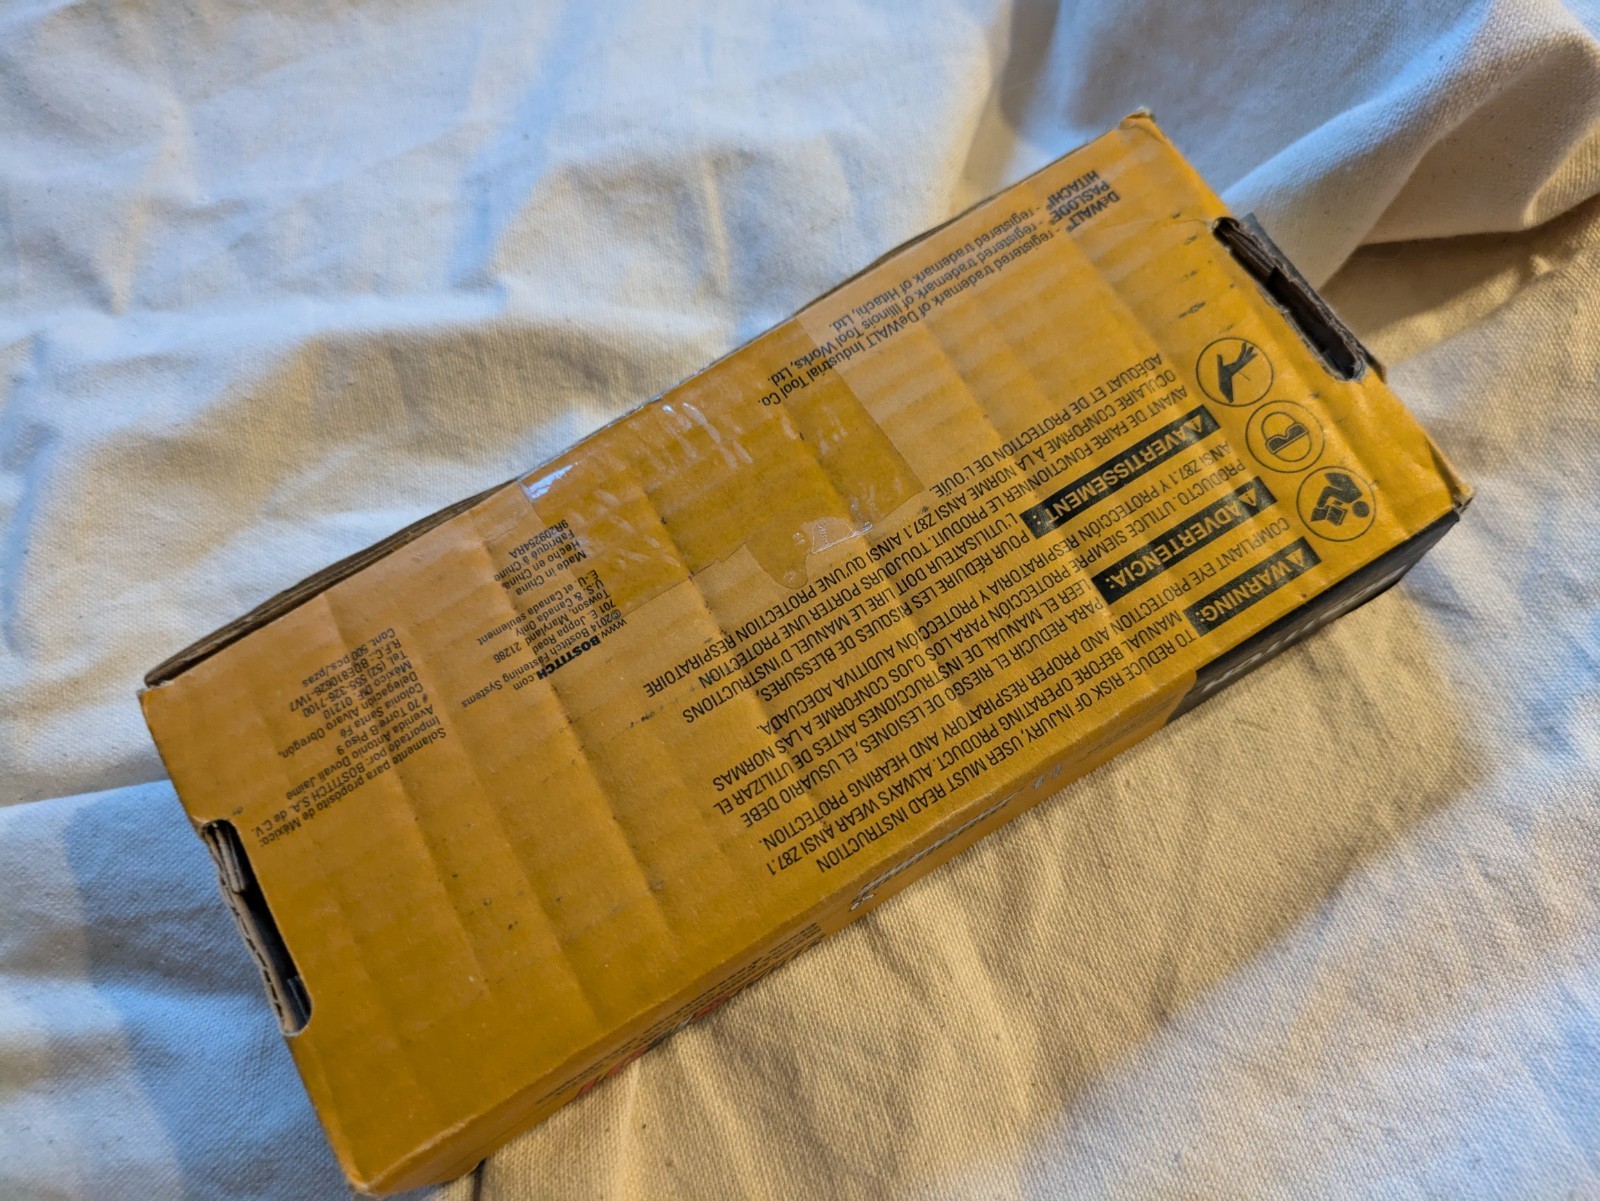 ⚠ WARNING:
TO REDUCE RISK OF INJURY, USER MUST READ INSTRUCTION
MANUAL BEFORE OPERATING PRODUCT. ALWAYS WEAR ANSI Z87.1
COMPLIANT EYE PROTECTION AND PROPER RESPIRATORY AND HEARING PROTECTION.
⚠ ADVERTENCIA:
PARA REDUCIR EL RIESGO DE LESIONES, EL USUARIO DEBE
LEER EL MANUAL DE INSTRUCCIONES ANTES DE UTILIZAR EL
PRODUCTO. UTILICE SIEMPRE PROTECCIÓN PARA LOS OJOS CONFORME A LAS NORMAS
ANSI Z87.1 Y PROTECCIÓN RESPIRATORIA Y PROTECCIÓN AUDITIVA ADECUADA.
⚠ AVERTISSEMENT:
POUR RÉDUIRE LES RISQUES DE BLESSURES,
L'UTILISATEUR DOIT LIRE LE MANUEL D'INSTRUCTIONS
AVANT DE FAIRE FONCTIONNER LE PRODUIT. TOUJOURS PORTER UNE PROTECTION
OCULAIRE CONFORME À LA NORME ANSI Z87.1 AINSI QU'UNE PROTECTION RESPIRATOIRE
ADÉQUAT ET DE PROTECTION DE L'OUÏE.
DeWALT® - registered trademark of DeWALT Industrial Tool Co.
PASLODE® - registered trademark of Illinois Tool Works, Ltd.
HITACHI® - registered trademark of Hitachi, Ltd.
www.BOSTITCH.com
©2014 Bostitch Fastening Systems
701 E. Joppa Road
Towson, Maryland 21286
U.S. & Canada Only
E.-U. et Canada seulement
Made in China
Hecho en China
Fabriqué à Chine
9R209254RA
Solamente para propósito de México:
Importado por: BOSTITCH S.A. de C.V.
Avenida Antonio Dovali Jaime
# 70 Torre B Piso 9
Colonia Santa Fé
Delegación Alvaro Obregón,
México DF. 01210
Tel. (52) 555-326-7100
R.F.C.: BDE810626-1W7
Cont. 500 pcs./pzas